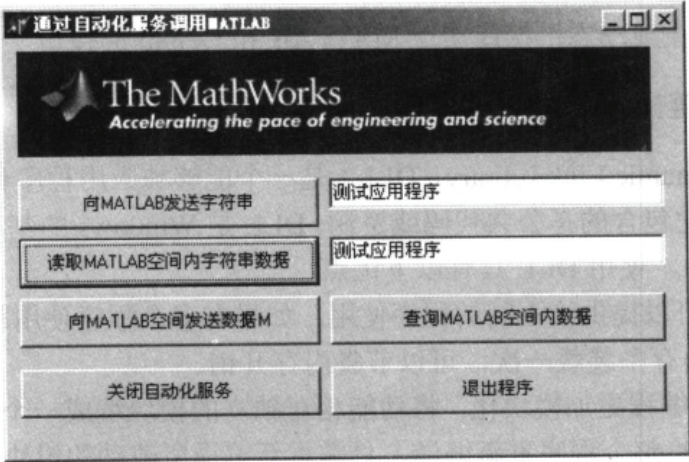 通过自动化服务调用MATLAB
The MathWorks
Accelerating the pace of engineering and science
向MATLAB发送字符串
测试应用程序
读取MATLAB空间内字符串数据
测试应用程序
向MATLAB空间发送数据M
查询MATLAB空间内数据
关闭自动化服务
退出程序